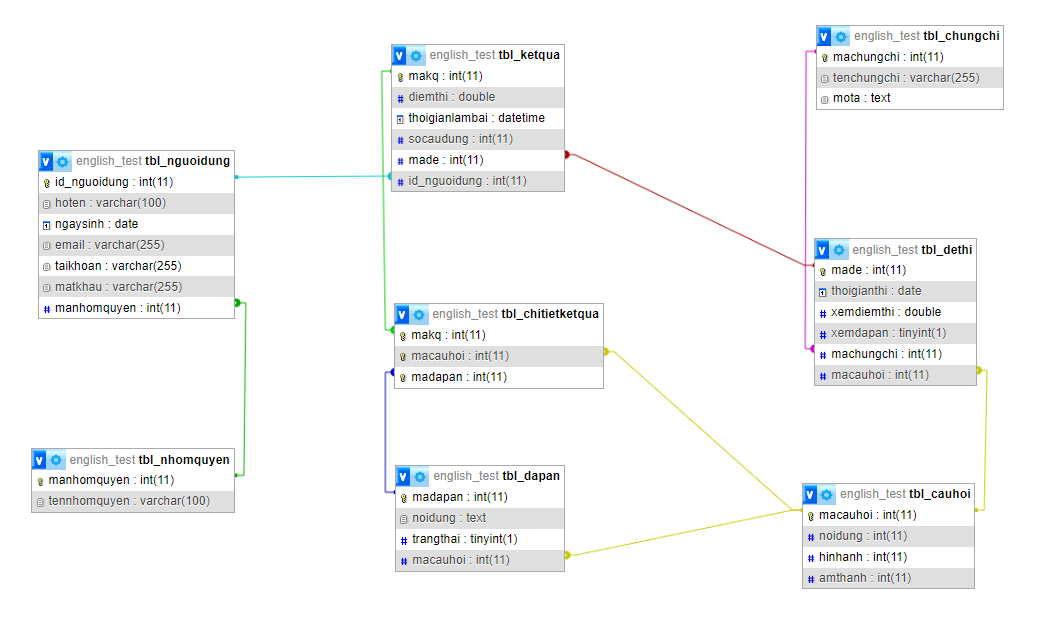 english_test tbl_nguoidung
id_nguoidung : int(11)
hoten : varchar(100)
ngaysinh : date
email : varchar(255)
taikhoan : varchar(255)
matkhau : varchar(255)
manhomquyen : int(11)
english_test tbl_nhomquyen
manhomquyen : int(11)
tennhomquyen : varchar(100)
english_test tbl_ketqua
makq : int(11)
diemthi : double
thoigianlambai : datetime
socaudung : int(11)
made : int(11)
id_nguoidung : int(11)
english_test tbl_chitietketqua
makq : int(11)
macauhoi : int(11)
madapan : int(11)
english_test tbl_dapan
madapan : int(11)
noidung : text
trangthai : tinyint(1)
macauhoi : int(11)
english_test tbl_chungchi
machungchi : int(11)
tenchungchi : varchar(255)
mota : text
english_test tbl_dethi
made : int(11)
thoigianthi : date
xemdiemthi : double
xemdapan : tinyint(1)
machungchi : int(11)
macauhoi : int(11)
english_test tbl_cauhoi
macauhoi : int(11)
noidung : int(11)
hinhanh : int(11)
amthanh : int(11)